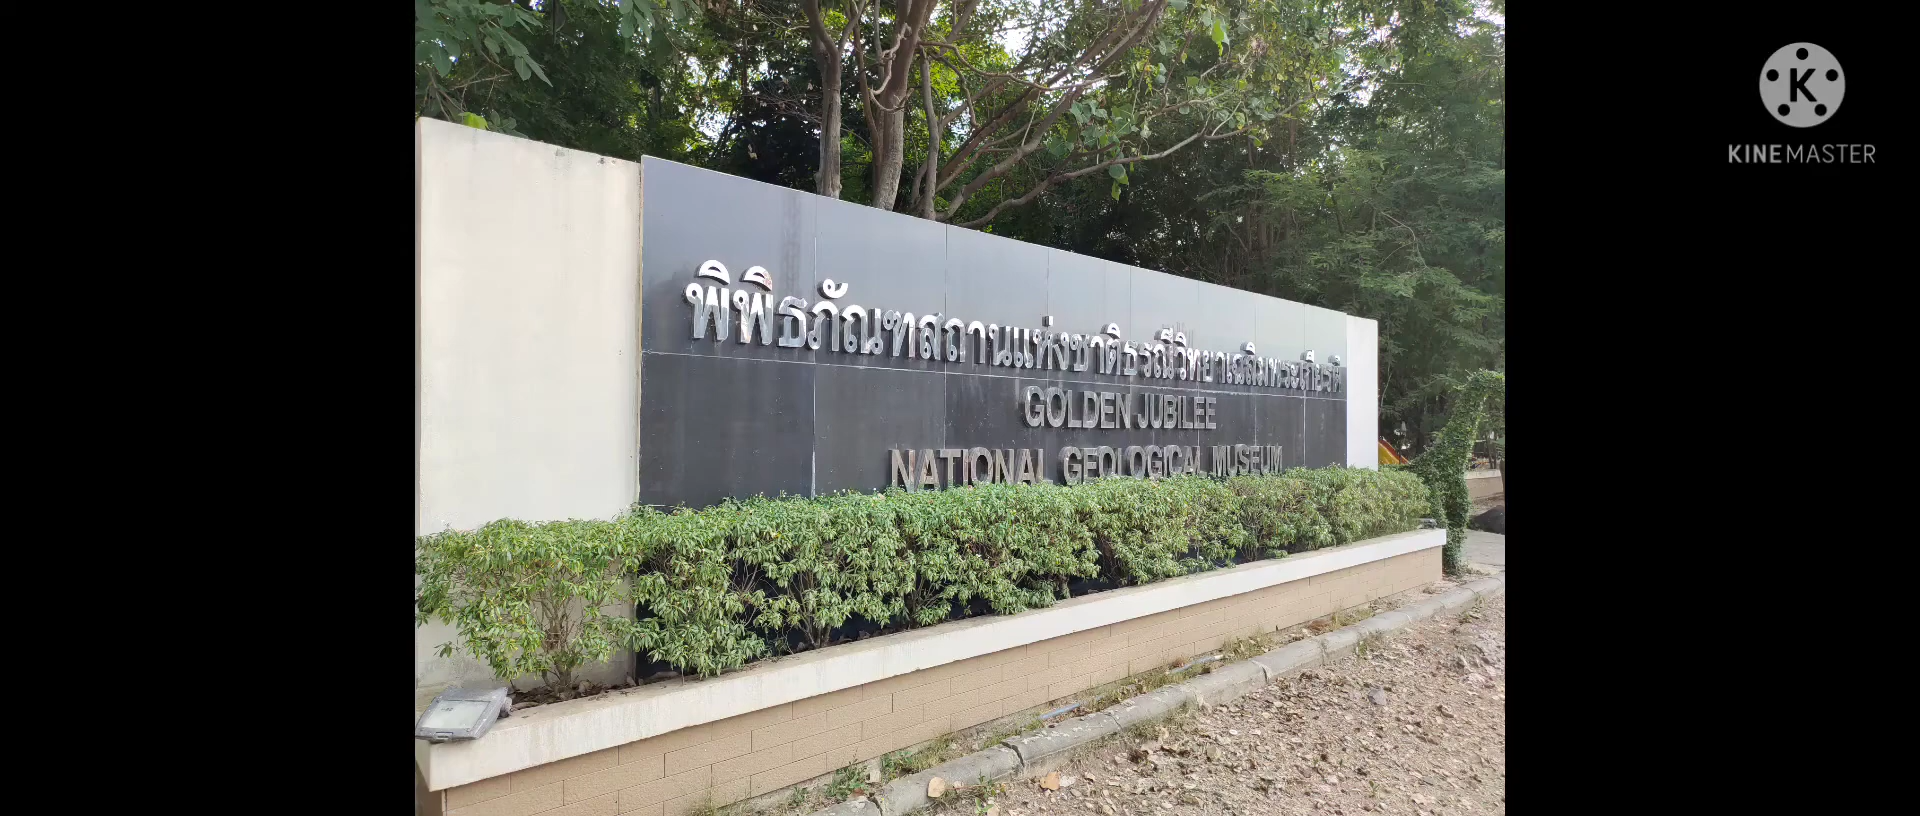 พิพิธภัณฑสถานแห่งชาติธรณีวิทยาเฉลิมพระเกียรติ
GOLDEN JUBILEE
NATIONAL GEOLOGICAL MUSEUM
K
KINEMASTER